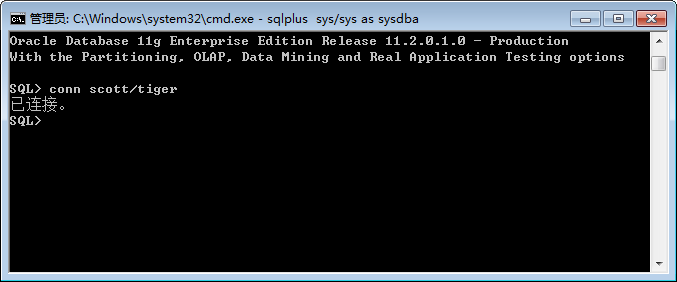 管理员: C:\Windows\system32\cmd.exe - sqlplus  sys/sys as sysdba
Oracle Database 11g Enterprise Edition Release 11.2.0.1.0 - Production
With the Partitioning, OLAP, Data Mining and Real Application Testing options
SQL> conn scott/tiger
已连接。
SQL>